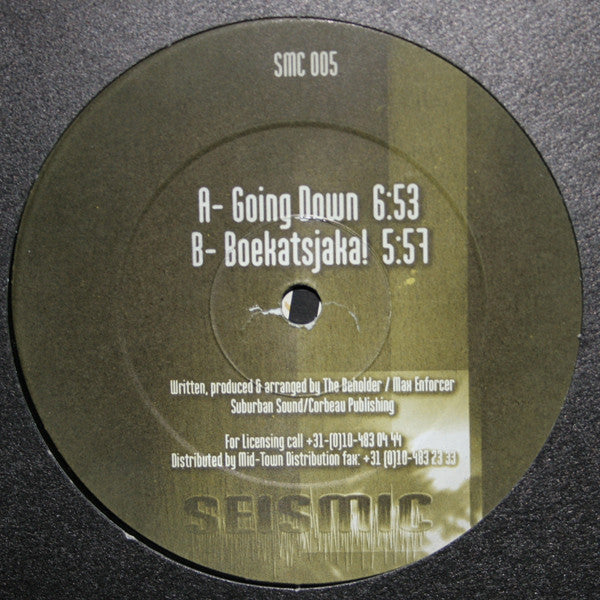 SMC 005
A- Going Down 6:53
B- Boekatsjaka! 5:57
Written, produced & arranged by The Beholder / Max Enforcer
Suburban Sound/Corbeau Publishing
For Licensing call +31-(0)10-483 04 44
Distributed by Mid-Town Distribution fax: +31 (0)10-483 23 33
SEISMIC